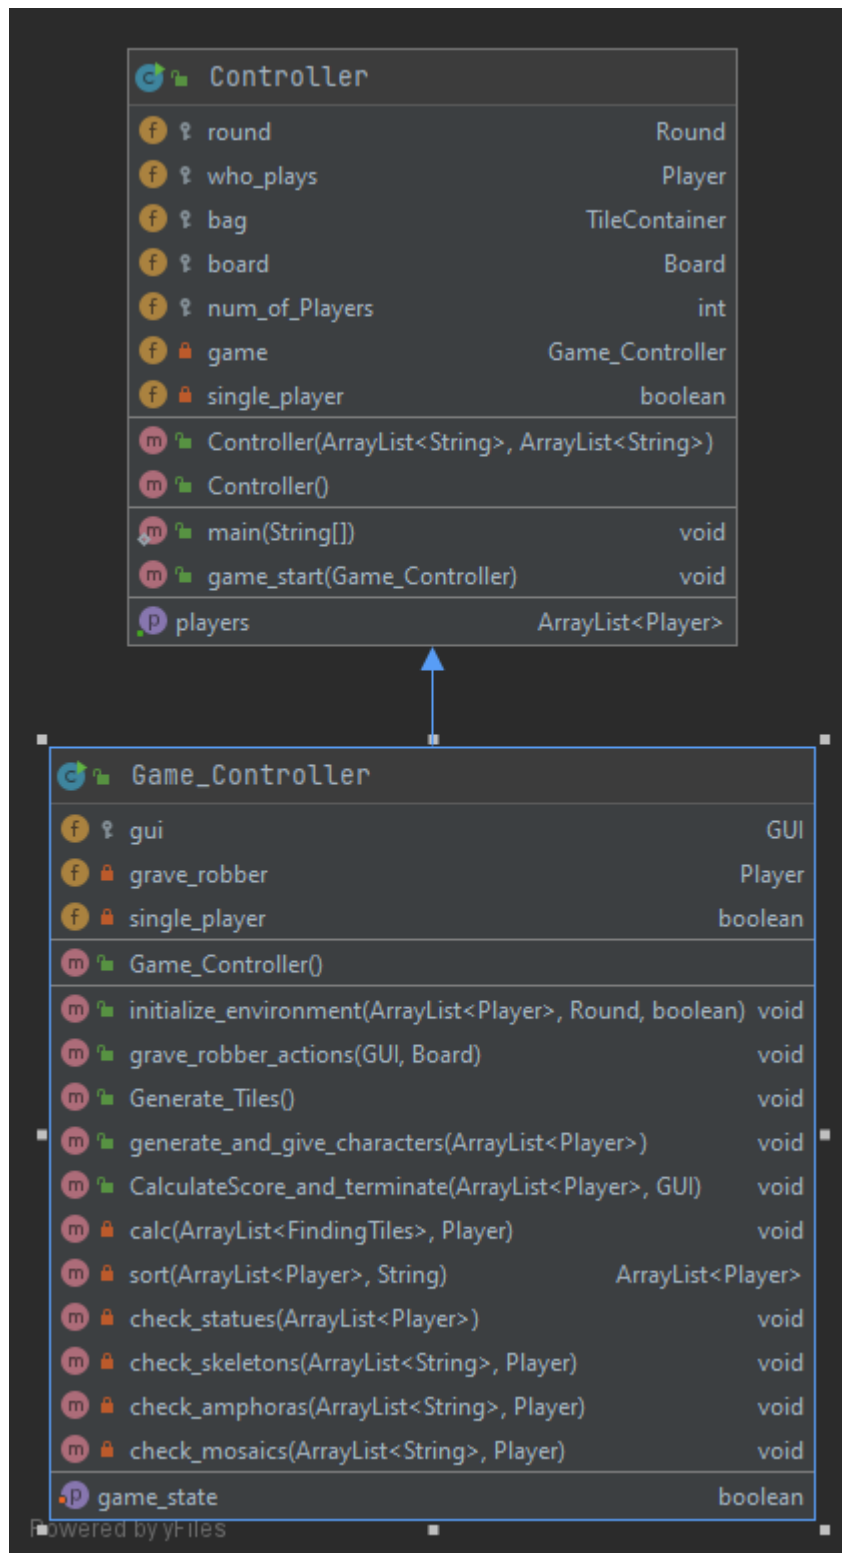 Controller
round Round
who_plays Player
bag TileContainer
board Board
num_of_Players int
game Game_Controller
single_player boolean
Controller(ArrayList<String>, ArrayList<String>)
Controller()
main(String[]) void
game_start(Game_Controller) void
players ArrayList<Player>
Game_Controller
gui GUI
grave_robber Player
single_player boolean
Game_Controller()
initialize_environment(ArrayList<Player>, Round, boolean) void
grave_robber_actions(GUI, Board) void
Generate_Tiles() void
generate_and_give_characters(ArrayList<Player>) void
CalculateScore_and_terminate(ArrayList<Player>, GUI) void
calc(ArrayList<FindingTiles>, Player) void
sort(ArrayList<Player>, String) ArrayList<Player>
check_statues(ArrayList<Player>) void
check_skeletons(ArrayList<String>, Player) void
check_amphoras(ArrayList<String>, Player) void
check_mosaics(ArrayList<String>, Player) void
game_state boolean
Powered by yFiles